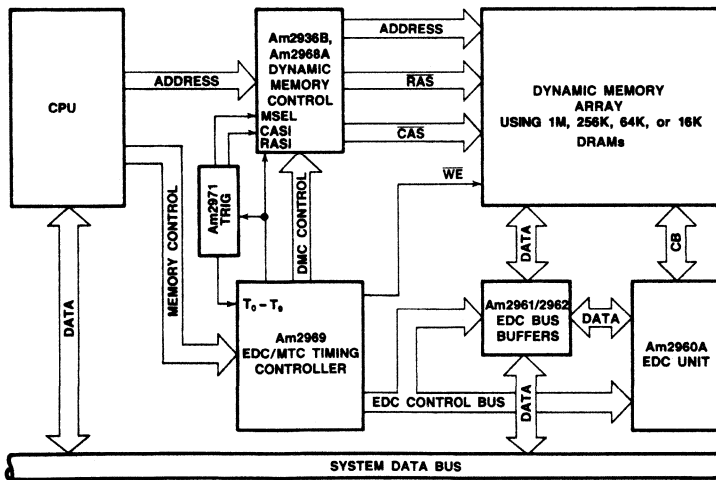 CPU
ADDRESS
Am2936B,
Am2968A
DYNAMIC
MEMORY
CONTROL
MSEL
CASI
RASI
ADDRESS
RAS
CAS
DYNAMIC MEMORY
ARRAY
USING 1M, 256K, 64K, or 16K
DRAMs
WE
Am2971
TRIG
DMC CONTROL
MEMORY CONTROL
DATA
T0 – T9
Am2969
EDC/MTC TIMING
CONTROLLER
DATA
CB
Am2961/2962
EDC BUS
BUFFERS
DATA
Am2960A
EDC UNIT
EDC CONTROL BUS
DATA
SYSTEM DATA BUS